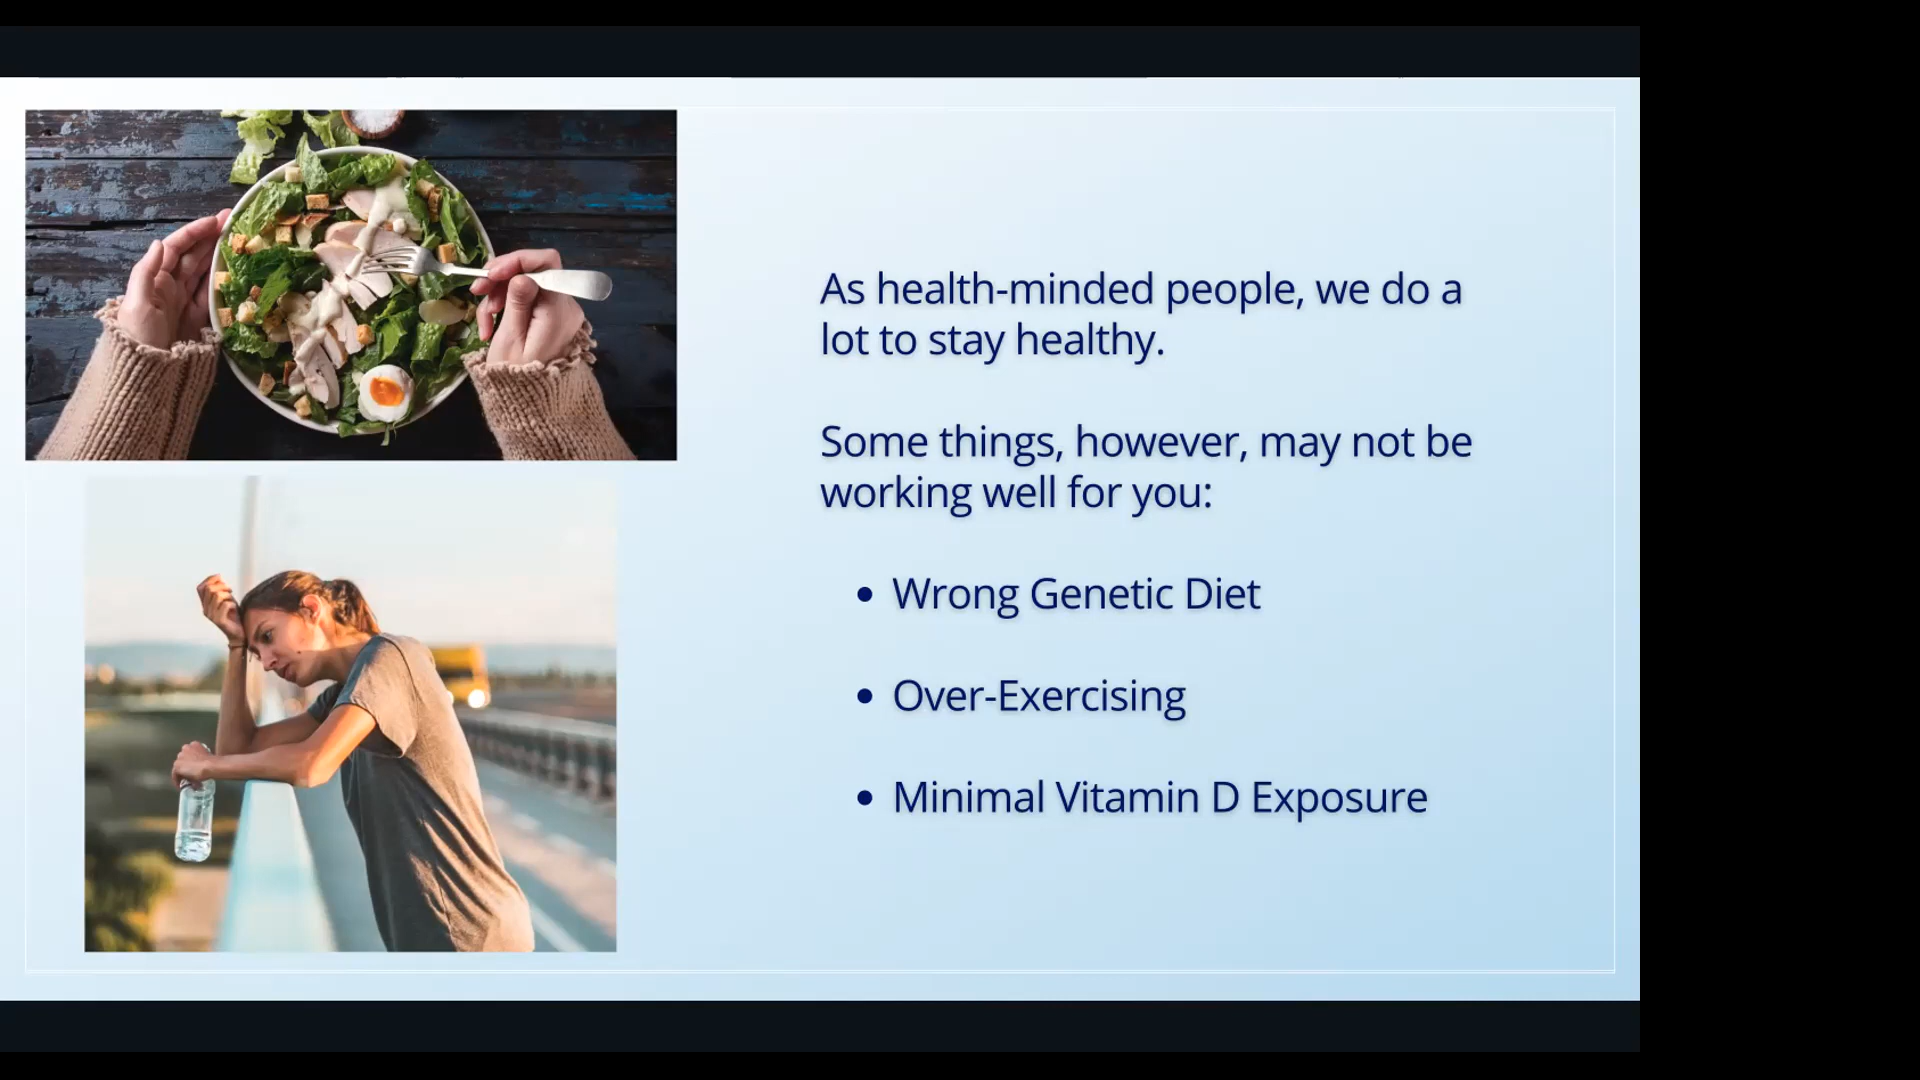 As health-minded people, we do a
lot to stay healthy.
Some things, however, may not be
working well for you:
• Wrong Genetic Diet
• Over-Exercising
• Minimal Vitamin D Exposure